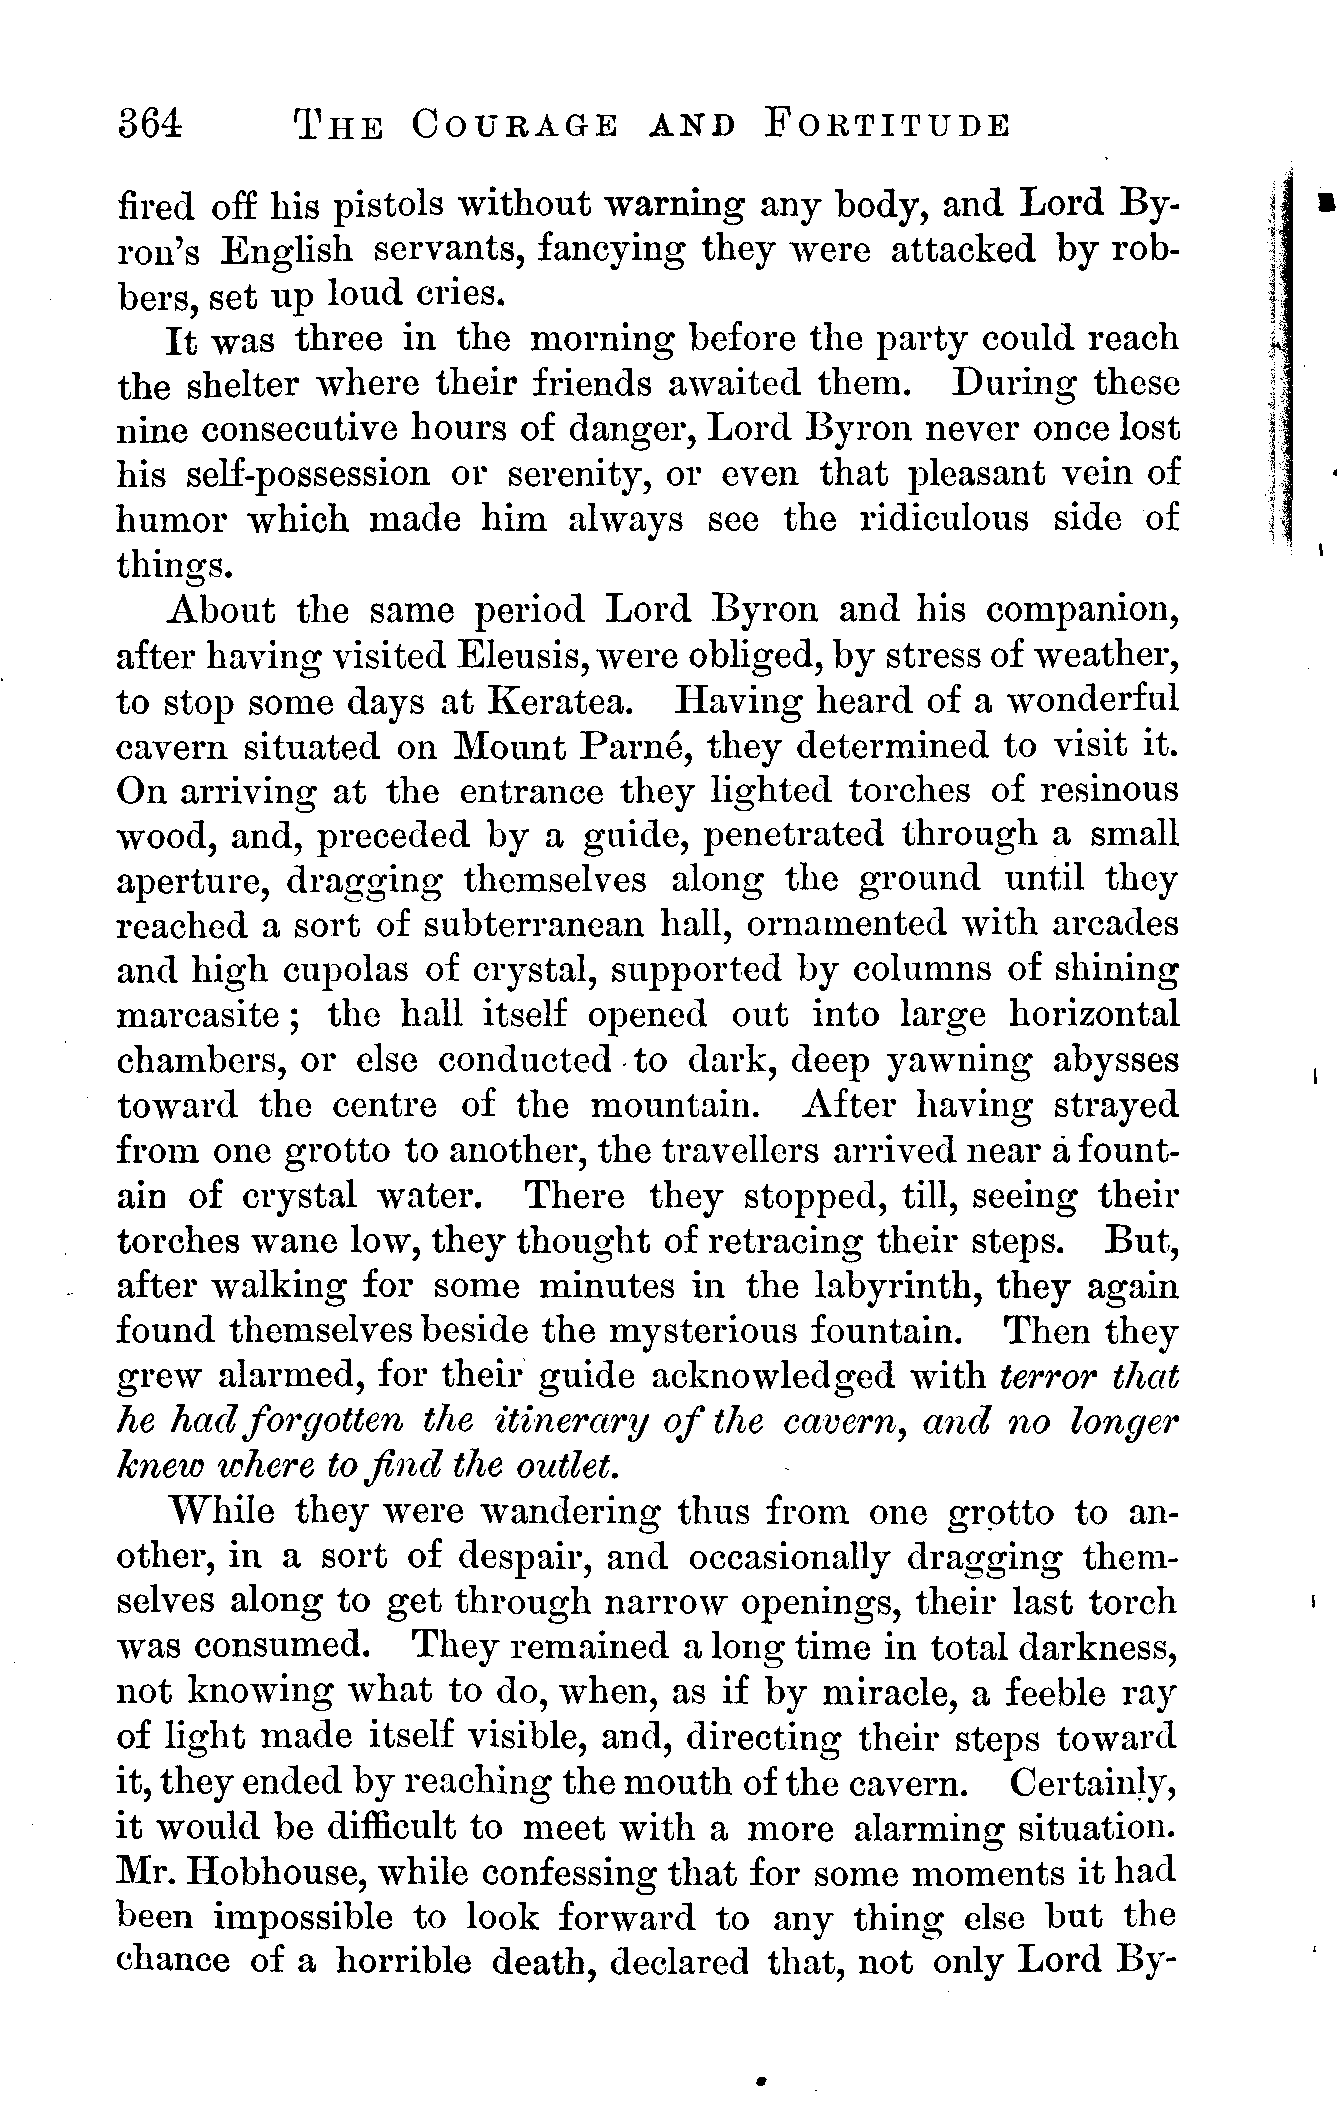 364 THE COURAGE AND FORTITUDE
fired off his pistols without warning any body, and Lord By-
ron's English servants, fancying they were attacked by rob-
bers, set up loud cries.
It was three in the morning before the party could reach
the shelter where their friends awaited them. During these
nine consecutive hours of danger, Lord Byron never once lost
his self-possession or serenity, or even that pleasant vein of
humor which made him always see the ridiculous side of
things.
About the same period Lord Byron and his companion,
after having visited Eleusis, were obliged, by stress of weather,
to stop some days at Keratea. Having heard of a wonderful
cavern situated on Mount Parné, they determined to visit it.
On arriving at the entrance they lighted torches of resinous
wood, and, preceded by a guide, penetrated through a small
aperture, dragging themselves along the ground until they
reached a sort of subterranean hall, ornamented with arcades
and high cupolas of crystal, supported by columns of shining
marcasite; the hall itself opened out into large horizontal
chambers, or else conducted to dark, deep yawning abysses
toward the centre of the mountain. After having strayed
from one grotto to another, the travellers arrived near a fount-
ain of crystal water. There they stopped, till, seeing their
torches wane low, they thought of retracing their steps. But,
after walking for some minutes in the labyrinth, they again
found themselves beside the mysterious fountain. Then they
grew alarmed, for their guide acknowledged with terror that
he had forgotten the itinerary of the cavern, and no longer
knew where to find the outlet.
While they were wandering thus from one grotto to an-
other, in a sort of despair, and occasionally dragging them-
selves along to get through narrow openings, their last torch
was consumed. They remained a long time in total darkness,
not knowing what to do, when, as if by miracle, a feeble ray
of light made itself visible, and, directing their steps toward
it, they ended by reaching the mouth of the cavern. Certainly,
it would be difficult to meet with a more alarming situation.
Mr. Hobhouse, while confessing that for some moments it had
been impossible to look forward to any thing else but the
chance of a horrible death, declared that, not only Lord By-